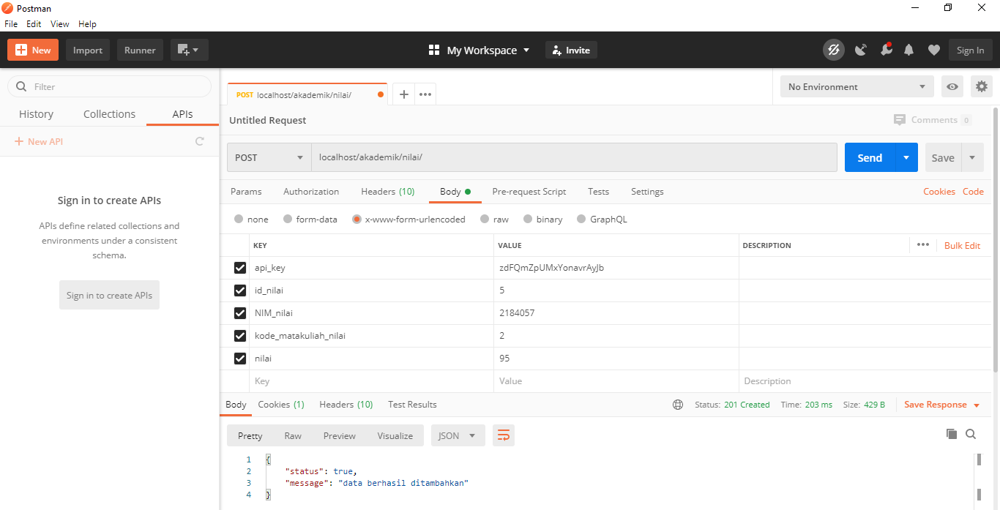 Postman
File Edit View Help
New Import Runner My Workspace Invite Sign In
Filter
History Collections APIs
New API
Sign in to create APIs
APIs define related collections and
environments under a consistent
schema.
Sign in to create APIs
POST localhost/akademik/nilai/
No Environment
Untitled Request Comments 0
POST localhost/akademik/nilai/ Send Save
Params Authorization Headers (10) Body Pre-request Script Tests Settings Cookies Code
none form-data x-www-form-urlencoded raw binary GraphQL
KEY VALUE DESCRIPTION Bulk Edit
api_key zdFQmZpUMxYonavrAyJb
id_nilai 5
NIM_nilai 2184057
kode_matakuliah_nilai 2
nilai 95
Key Value Description
Body Cookies (1) Headers (10) Test Results Status: 201 Created Time: 203 ms Size: 429 B Save Response
Pretty Raw Preview Visualize JSON
1 {
2 "status": true,
3 "message": "data berhasil ditambahkan"
4 }